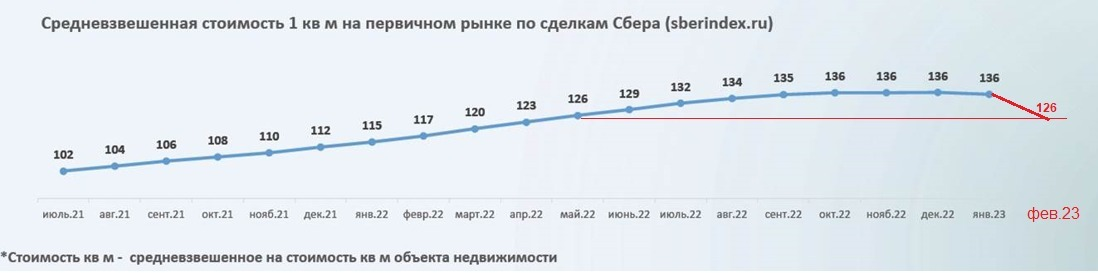 Средневзвешенная стоимость 1 кв м на первичном рынке по сделкам Сбера (sberindex.ru)
102 104 106 108 110 112 115 117 120 123 126 129 132 134 135 136 136 136 136 126
июль.21 авг.21 сент.21 окт.21 нояб.21 дек.21 янв.22 февр.22 март.22 апр.22 май.22 июнь.22 июль.22 авг.22 сент.22 окт.22 нояб.22 дек.22 янв.23 фев.23
*Стоимость кв м - средневзвешенное на стоимость кв м объекта недвижимости